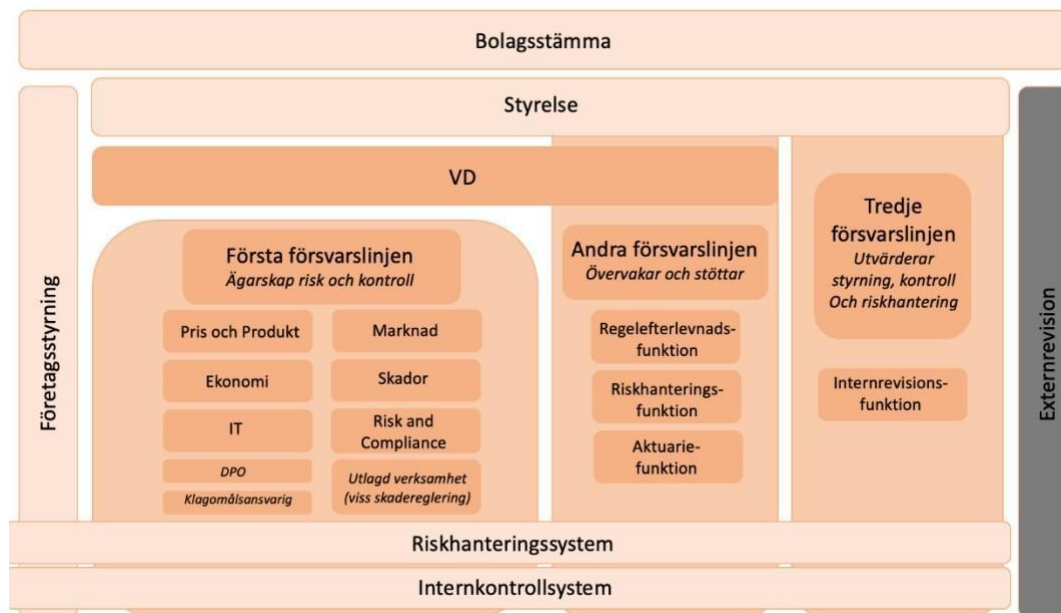 Bolagsstämma
Företagsstyrning
Styrelse
VD
Första försvarslinjen
Ägarskap risk och kontroll
Pris och Produkt
Marknad
Ekonomi
Skador
IT
Risk and
Compliance
DPO
Klagomålsansvarig
Utlagd verksamhet
(viss skadereglering)
Andra försvarslinjen
Övervakar och stöttar
Regelefterlevnads-
funktion
Riskhanterings-
funktion
Aktuarie-
funktion
Tredje
försvarslinjen
Utvärderar
styrning, kontroll
Och riskhantering
Internrevisions-
funktion
Externrevision
Riskhanteringssystem
Internkontrollsystem